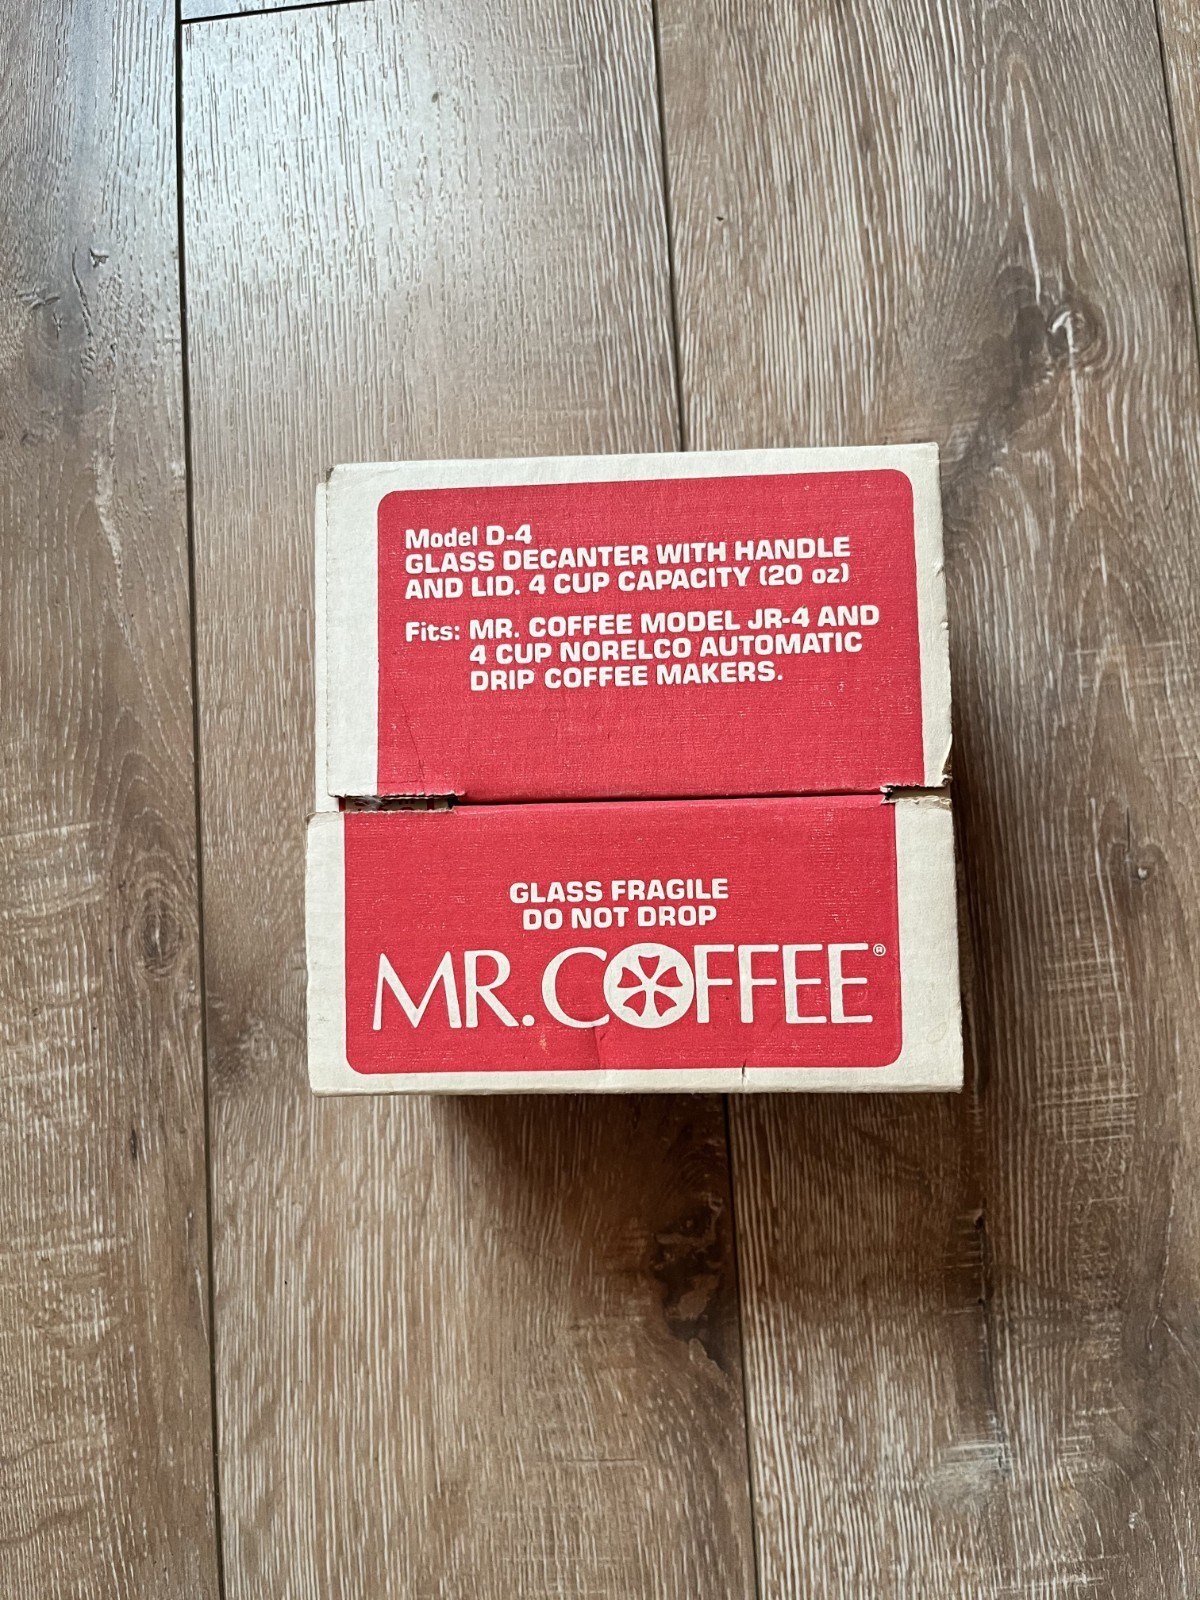 Model D-4
GLASS DECANTER WITH HANDLE
AND LID. 4 CUP CAPACITY (20 oz)
Fits: MR. COFFEE MODEL JR-4 AND
4 CUP NORELCO AUTOMATIC
DRIP COFFEE MAKERS.
GLASS FRAGILE
DO NOT DROP
MR. COFFEE®